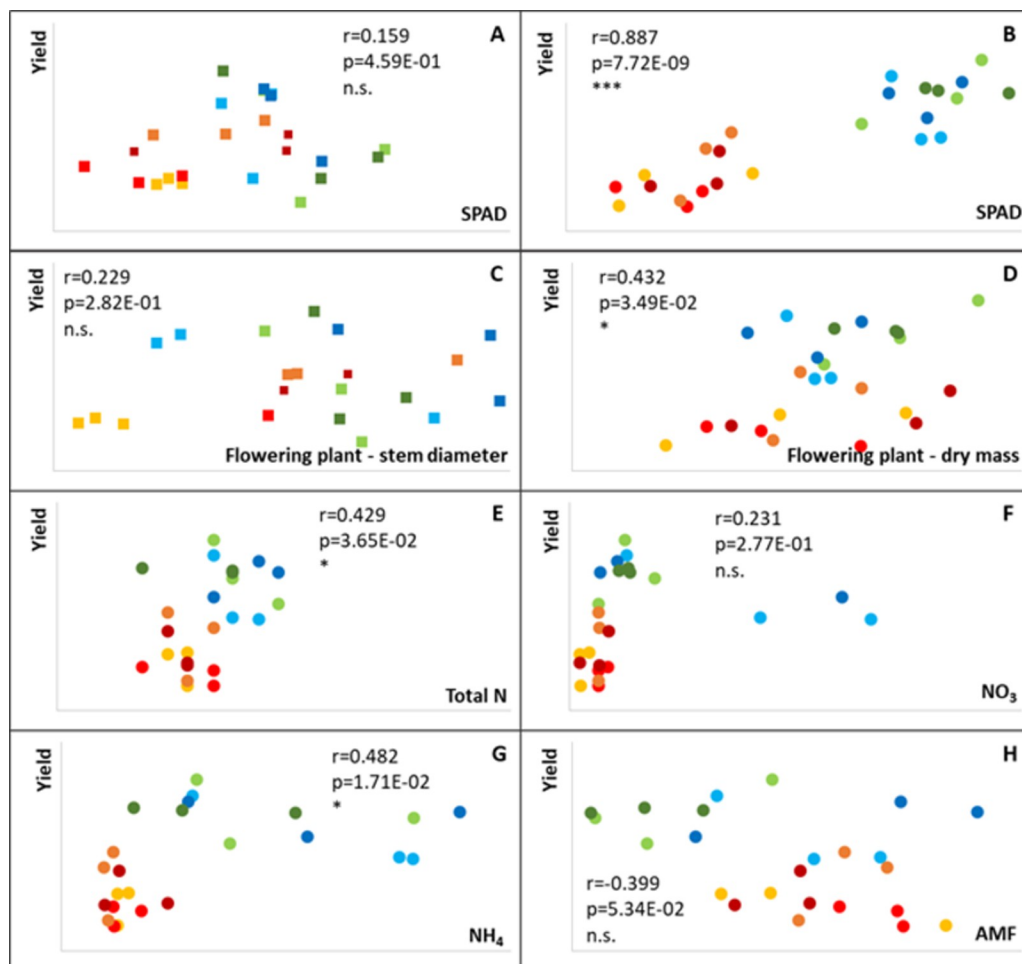 A
Yield
r=0.159
p=4.59E-01
n.s.
SPAD
B
Yield
r=0.887
p=7.72E-09
***
SPAD
C
Yield
r=0.229
p=2.82E-01
n.s.
Flowering plant - stem diameter
D
Yield
r=0.432
p=3.49E-02
*
Flowering plant - dry mass
E
Yield
r=0.429
p=3.65E-02
*
Total N
F
Yield
r=0.231
p=2.77E-01
n.s.
NO₃
G
Yield
r=0.482
p=1.71E-02
*
NH₄
H
Yield
r=-0.399
p=5.34E-02
n.s.
AMF